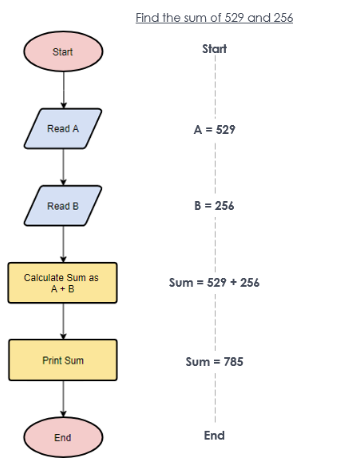 Find the sum of 529 and 256
Start
Start
Read A
A = 529
Read B
B = 256
Calculate Sum as
A + B
Sum = 529 + 256
Print Sum
Sum = 785
End
End